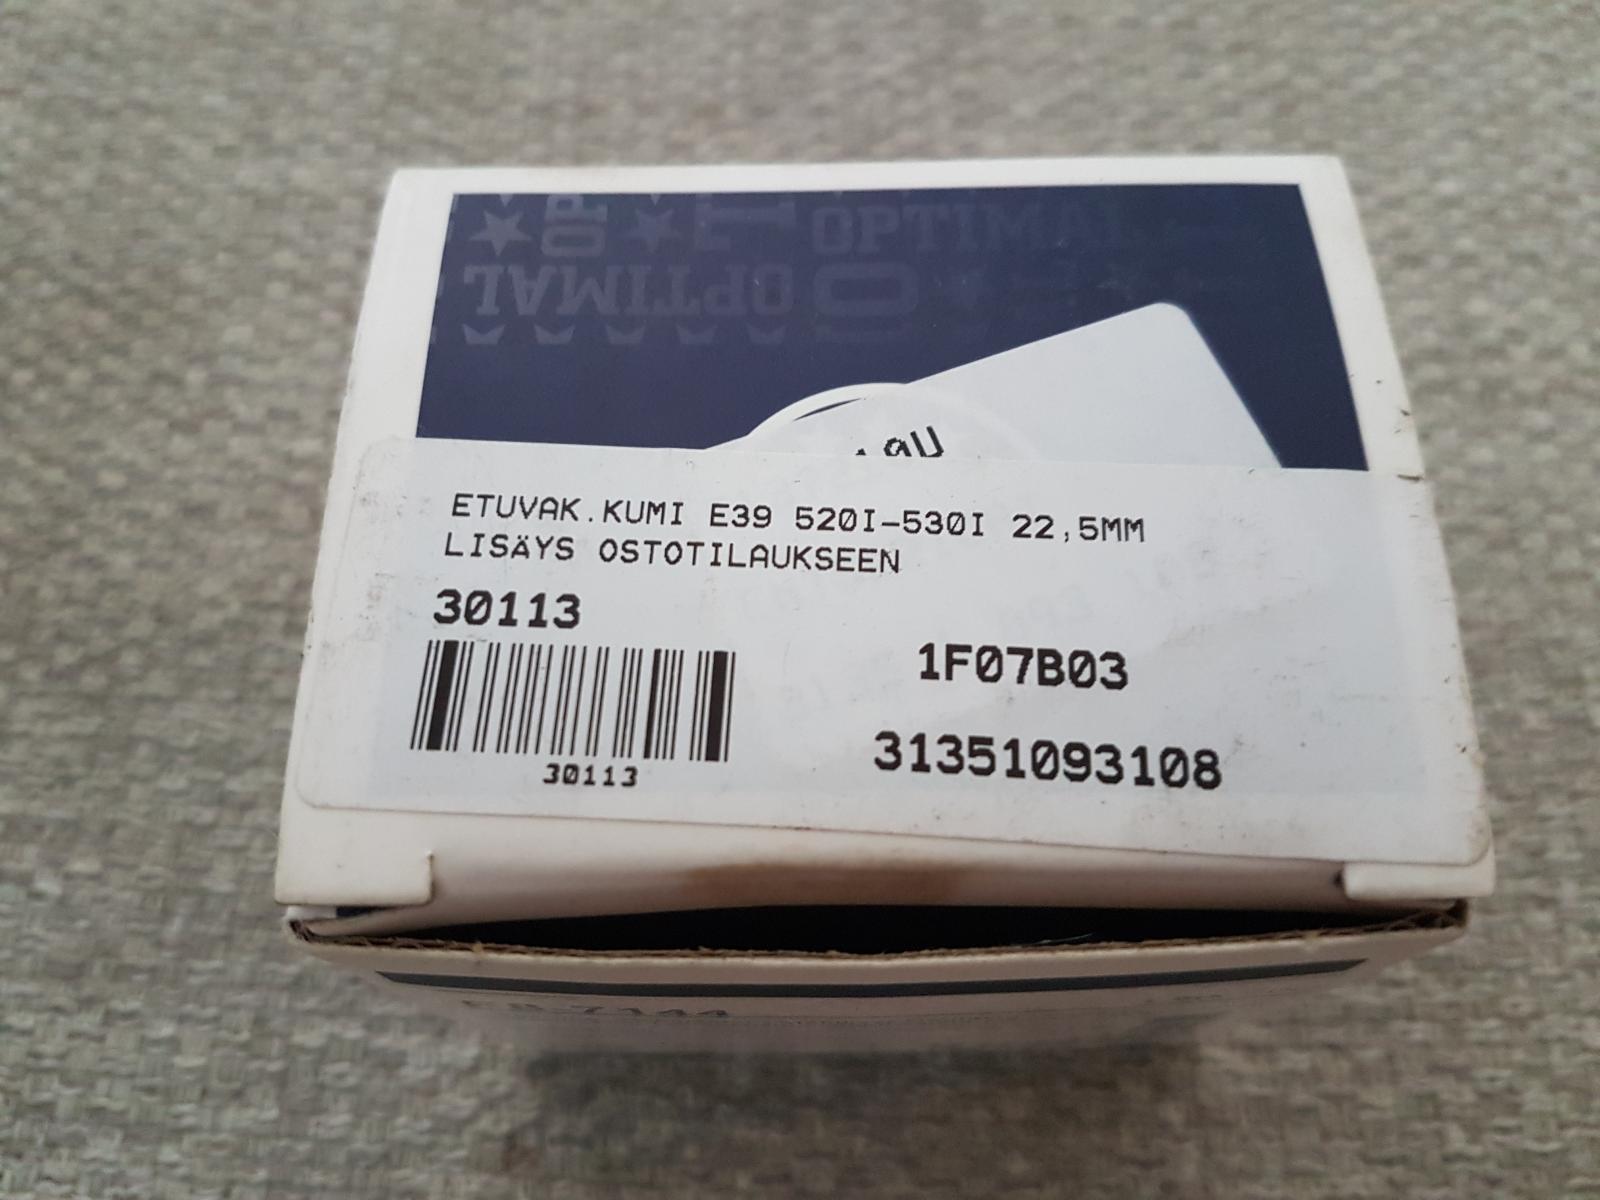 OPTIMAL
OPTIMAL
ETUVAK.KUMI E39 520I-530I 22,5MM
LISÄYS OSTOTILAUKSEEN
30113
1F07B03
30113
31351093108